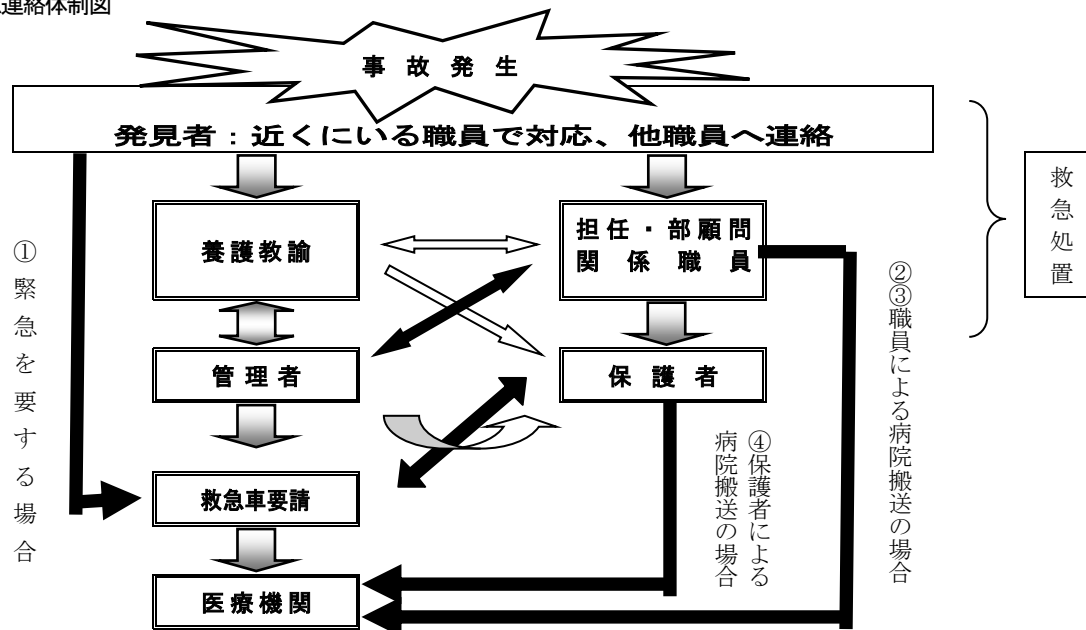 連絡体制図
事故発生
発見者：近くにいる職員で対応、他職員へ連絡
救急処置
養護教諭
担任・部顧問
関係職員
①緊急を要する場合
管理者
保護者
②③職員による病院搬送の場合
④保護者による
病院搬送の場合
救急車要請
医療機関